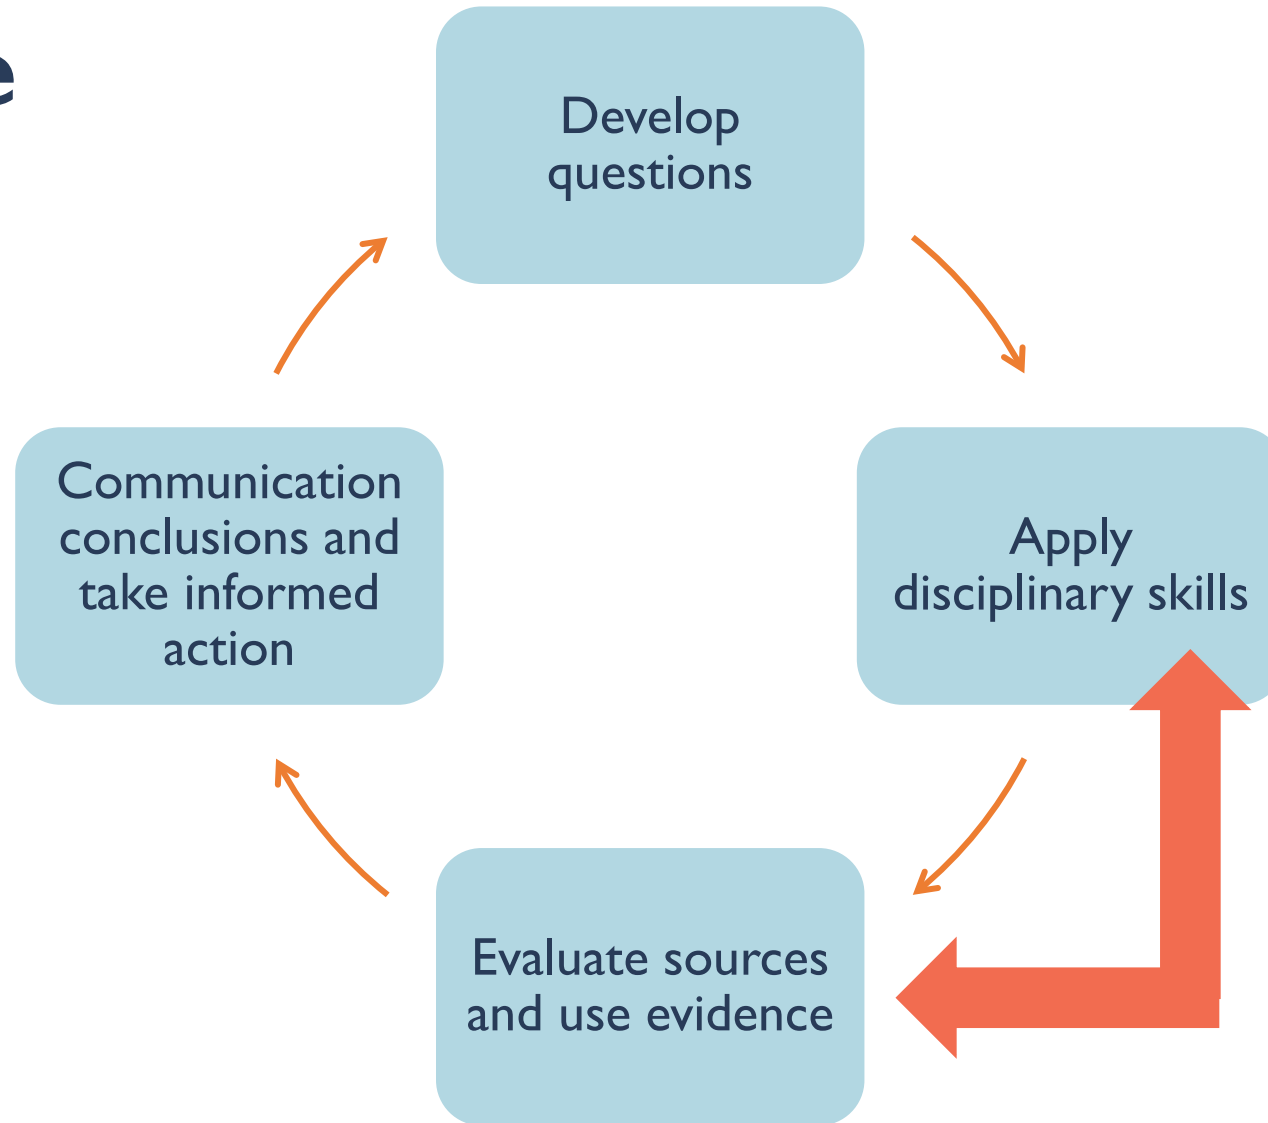 e
Develop
questions
Communication
conclusions and
take informed
action
Apply
disciplinary skills
Evaluate sources
and use evidence